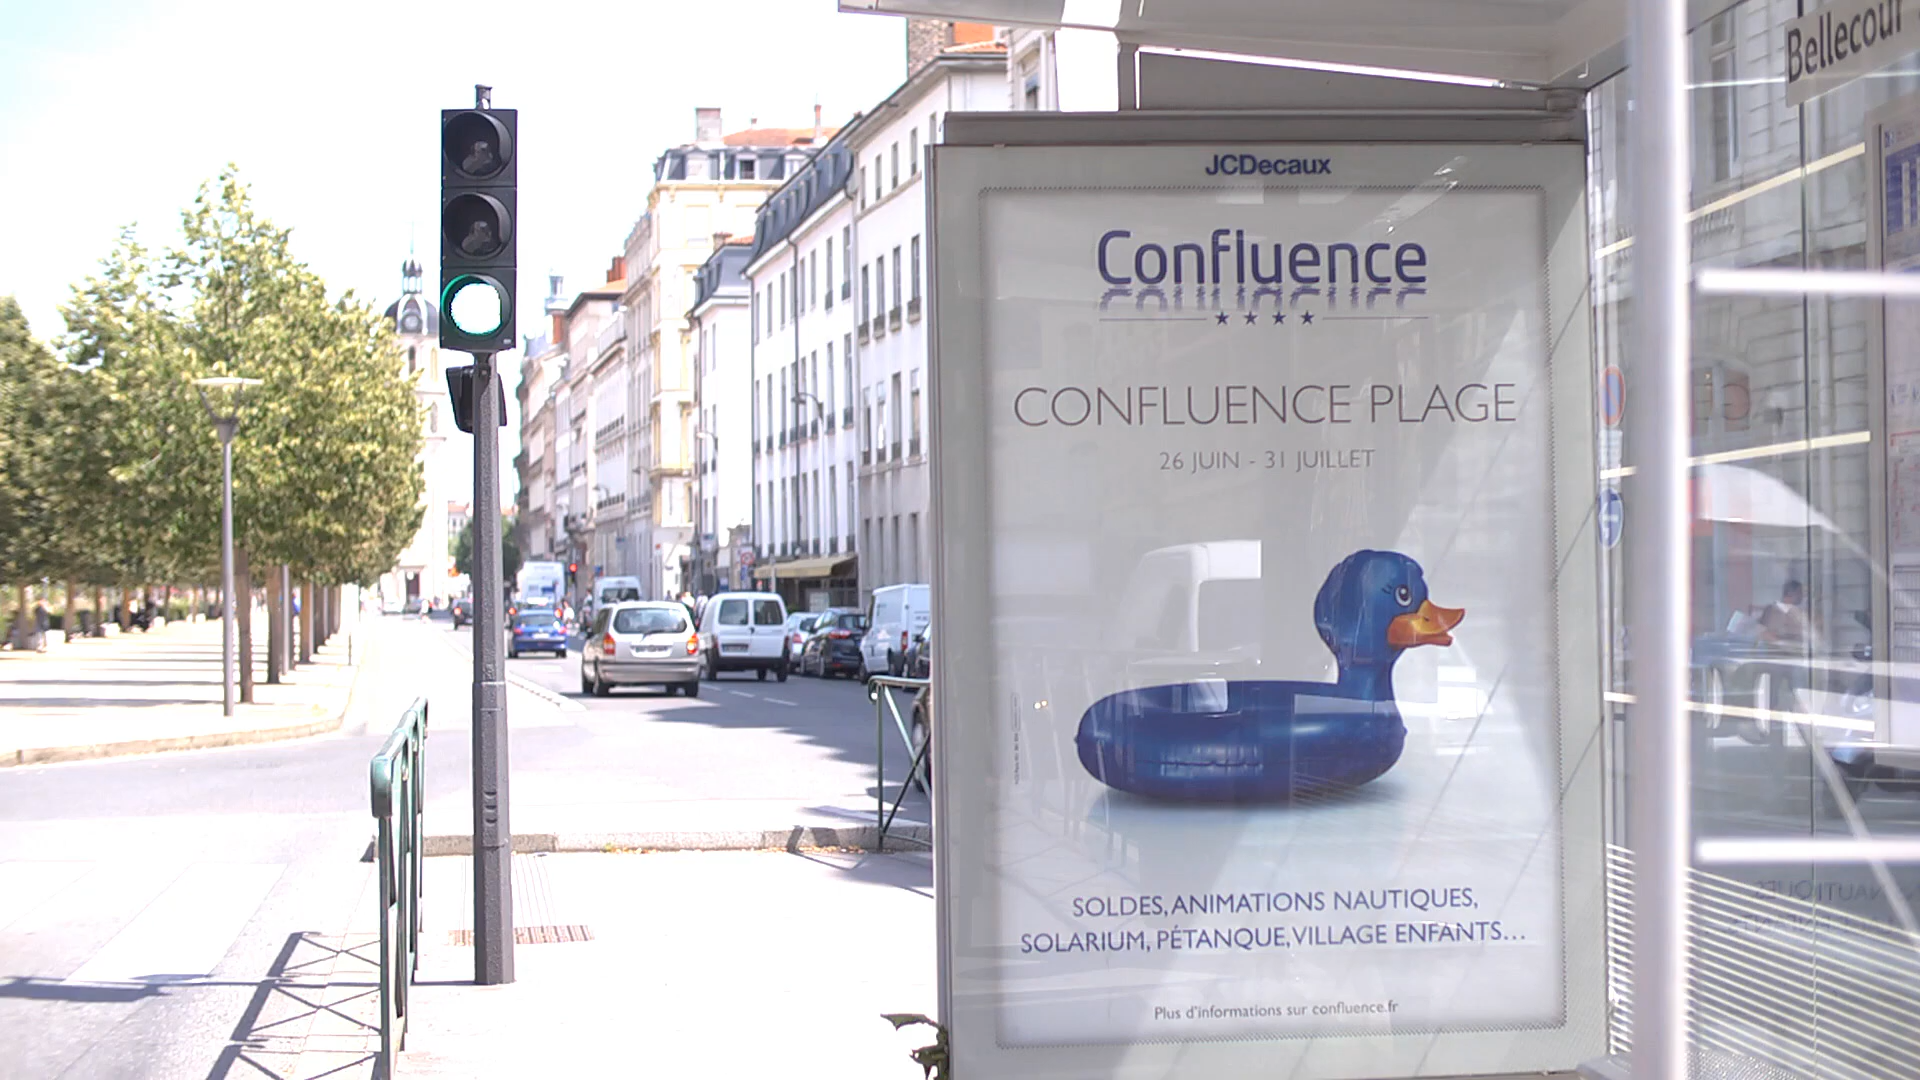 JCDecaux
Confluence
CONFLUENCE PLAGE
26 JUIN - 31 JUILLET
SOLDES, ANIMATIONS NAUTIQUES,
SOLARIUM, PÉTANQUE, VILLAGE ENFANTS...
Plus d'informations sur confluence.fr
Bellecour